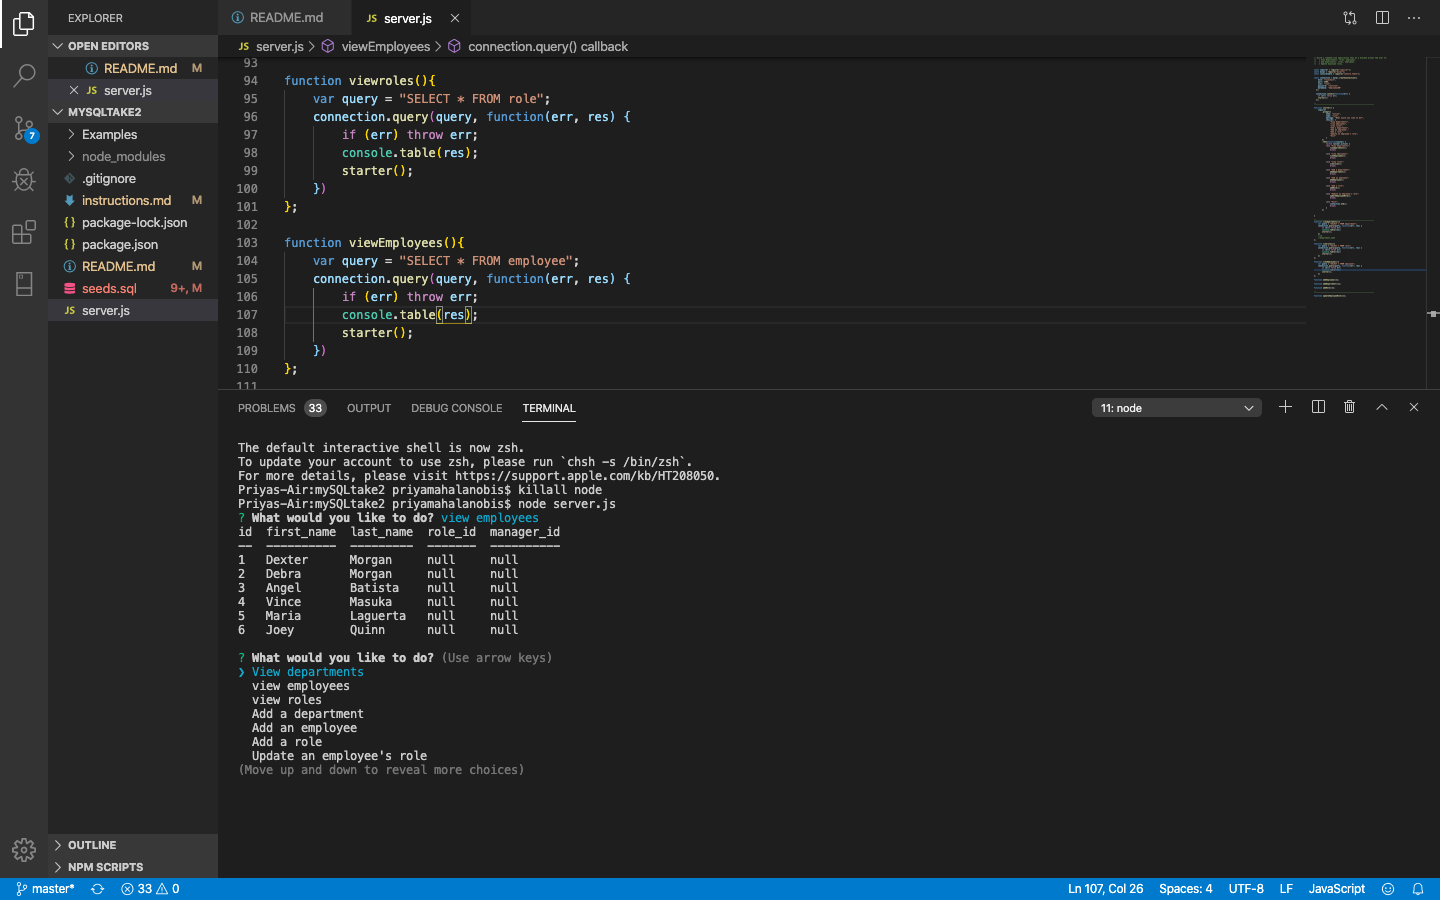 EXPLORER
OPEN EDITORS
README.md M
server.js
MYSQLTAKE2
Examples
node_modules
.gitignore
instructions.md M
package-lock.json
package.json
README.md M
seeds.sql 9+, M
JS server.js
OUTLINE
NPM SCRIPTS
7
README.md
JS server.js
JS server.js > viewEmployees > connection.query() callback
93
94 function viewroles(){
95 var query = "SELECT * FROM role";
96 connection.query(query, function(err, res) {
97 if (err) throw err;
98 console.table(res);
99 starter();
100 })
101 };
102
103 function viewEmployees(){
104 var query = "SELECT * FROM employee";
105 connection.query(query, function(err, res) {
106 if (err) throw err;
107 console.table(res);
108 starter();
109 })
110 };
111
PROBLEMS 33 OUTPUT DEBUG CONSOLE TERMINAL 11: node
The default interactive shell is now zsh.
To update your account to use zsh, please run `chsh -s /bin/zsh`.
For more details, please visit https://support.apple.com/kb/HT208050.
Priyas-Air:mySQLtake2 priyamahalanobis$ killall node
Priyas-Air:mySQLtake2 priyamahalanobis$ node server.js
? What would you like to do? view employees
id first_name last_name role_id manager_id
-- ---------- --------- ------- ----------
1 Dexter Morgan null null
2 Debra Morgan null null
3 Angel Batista null null
4 Vince Masuka null null
5 Maria Laguerta null null
6 Joey Quinn null null
? What would you like to do? (Use arrow keys)
❯ View departments
view employees
view roles
Add a department
Add an employee
Add a role
Update an employee's role
(Move up and down to reveal more choices)
master* 33 0 Ln 107, Col 26 Spaces: 4 UTF-8 LF JavaScript